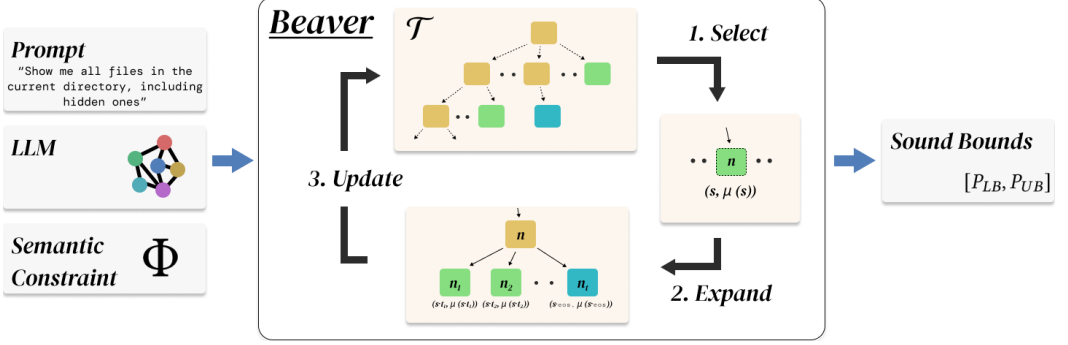 Prompt
“Show me all files in the
current directory, including
hidden ones”
LLM
Semantic
Constraint
Φ
Beaver
𝒯
1. Select
n
(s, μ (s))
2. Expand
n
n₁ n₂ nₜ
(s·t₁, μ (s·t₁)) (s·t₂, μ (s·t₂)) (s·eos, μ (s·eos))
3. Update
Sound Bounds
[P_LB, P_UB]